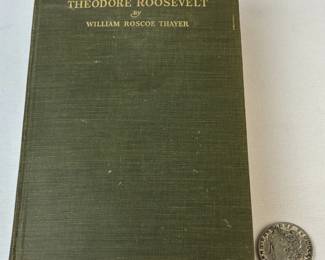 THEODORE ROOSEVELT
BY
WILLIAM ROSCOE THAYER